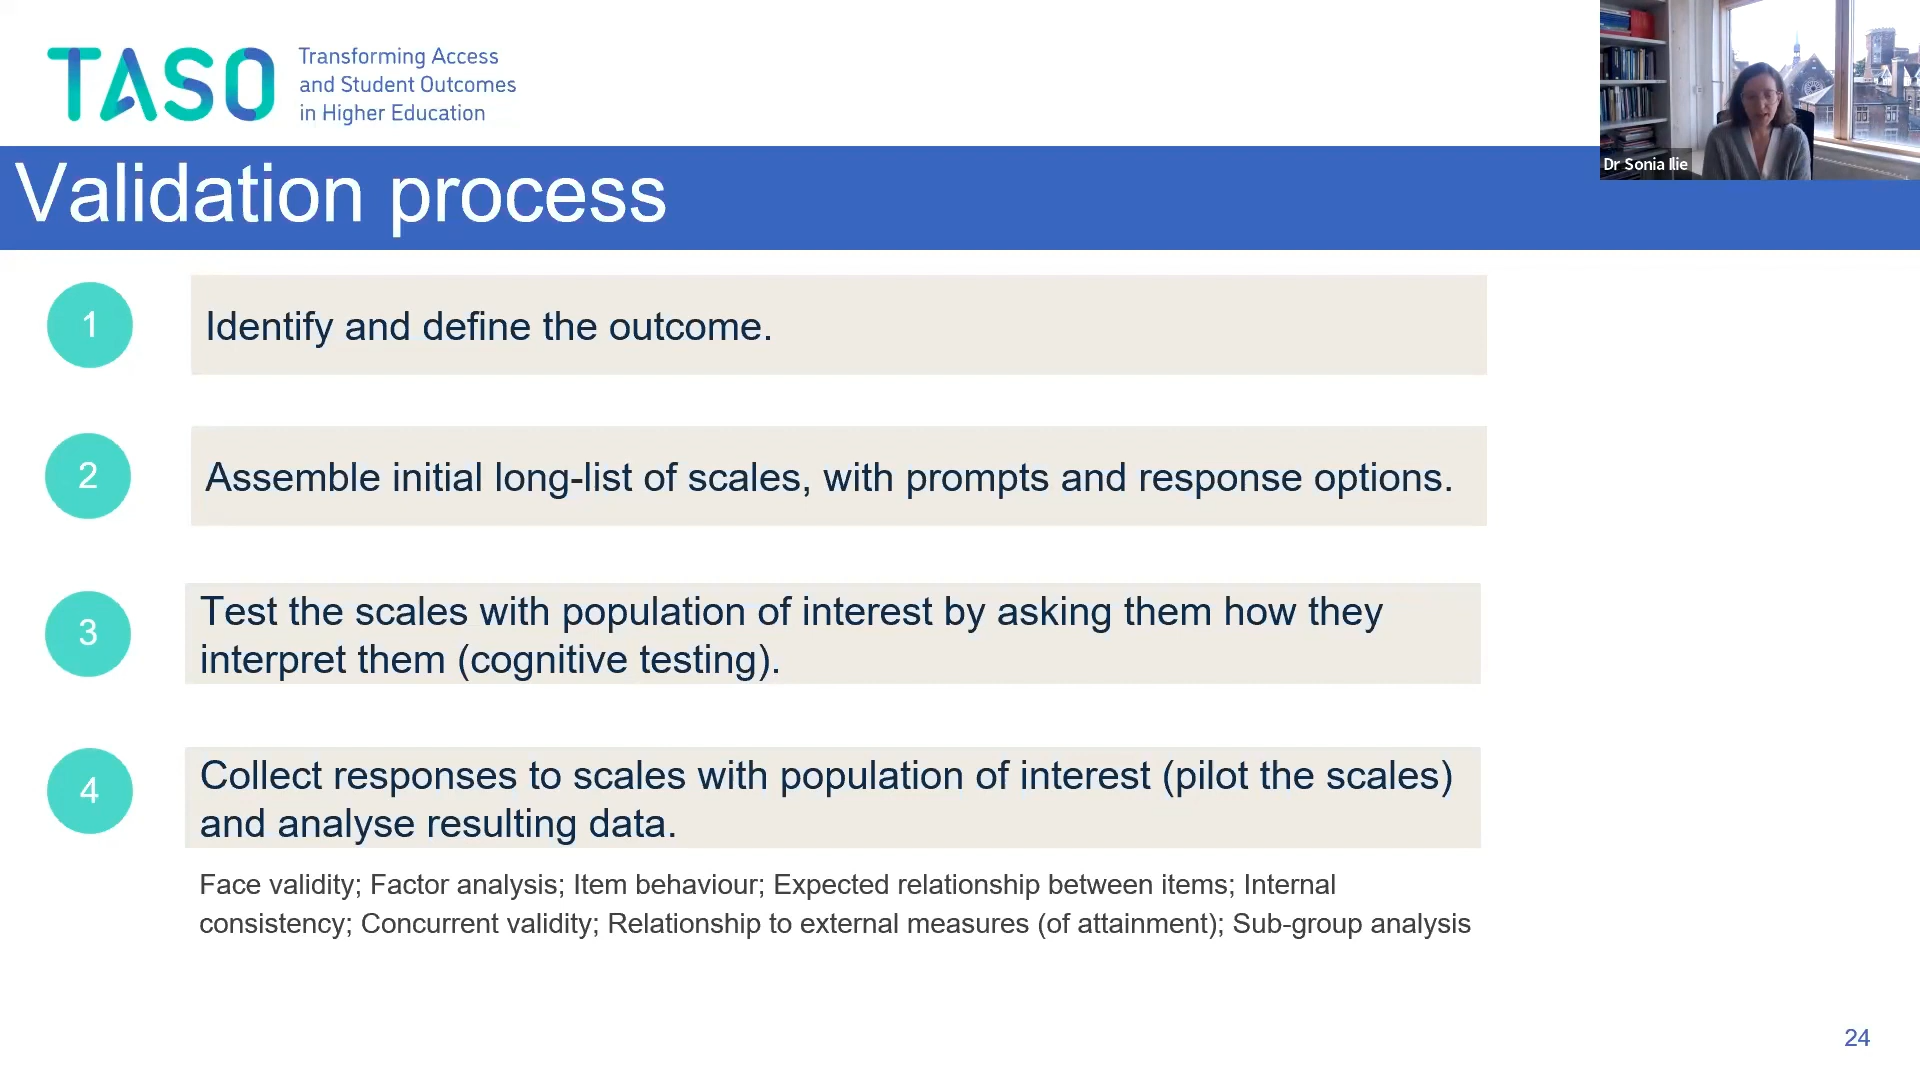 TASO
Transforming Access
and Student Outcomes
in Higher Education
Dr Sonia Ilie
Validation process
1
Identify and define the outcome.
2
Assemble initial long-list of scales, with prompts and response options.
3
Test the scales with population of interest by asking them how they
interpret them (cognitive testing).
4
Collect responses to scales with population of interest (pilot the scales)
and analyse resulting data.
Face validity; Factor analysis; Item behaviour; Expected relationship between items; Internal
consistency; Concurrent validity; Relationship to external measures (of attainment); Sub-group analysis
24